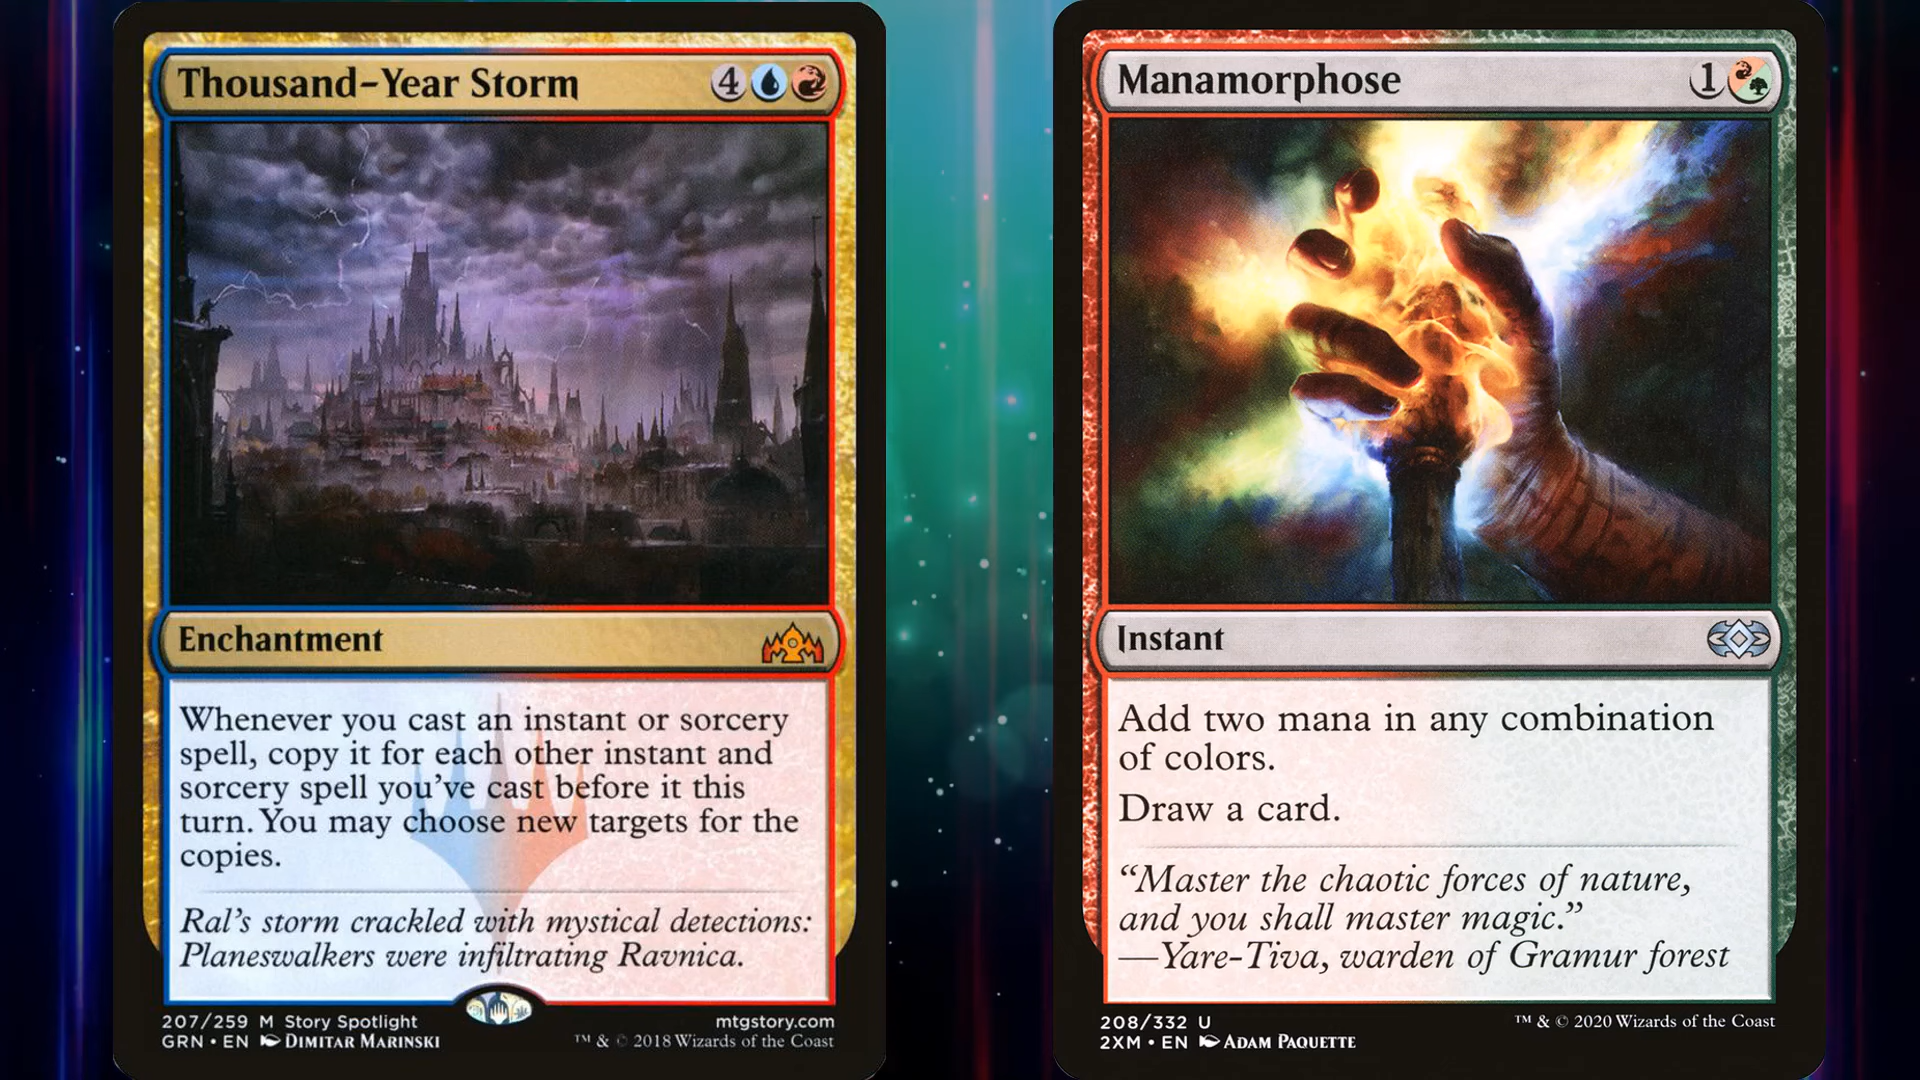 Thousand-Year Storm
4
Enchantment
Whenever you cast an instant or sorcery
spell, copy it for each other instant and
sorcery spell you've cast before it this
turn. You may choose new targets for the
copies.
Ral's storm crackled with mystical detections:
Planeswalkers were infiltrating Ravnica.
207/259 M Story Spotlight
GRN • EN DIMITAR MARINSKI
mtgstory.com
™ & © 2018 Wizards of the Coast
Manamorphose
1
Instant
Add two mana in any combination
of colors.
Draw a card.
"Master the chaotic forces of nature,
and you shall master magic."
—Yare-Tiva, warden of Gramur forest
208/332 U
2XM • EN ADAM PAQUETTE
™ & © 2020 Wizards of the Coast